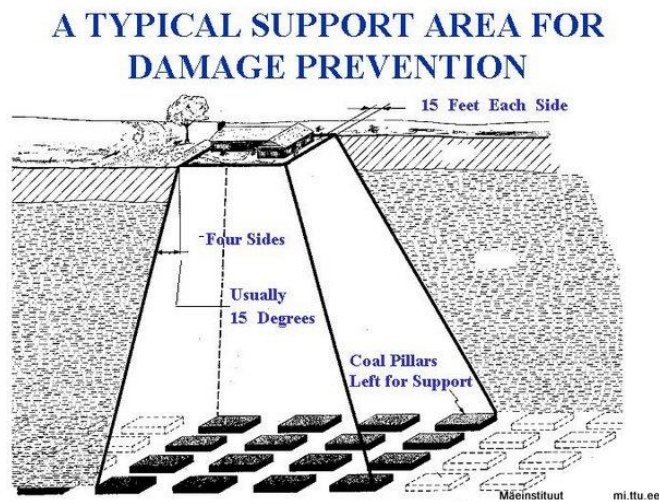 A TYPICAL SUPPORT AREA FOR
DAMAGE PREVENTION
15 Feet Each Side
Four Sides
Usually
15 Degrees
Coal Pillars
Left for Support
Mäeinstituut mi.ttu.ee